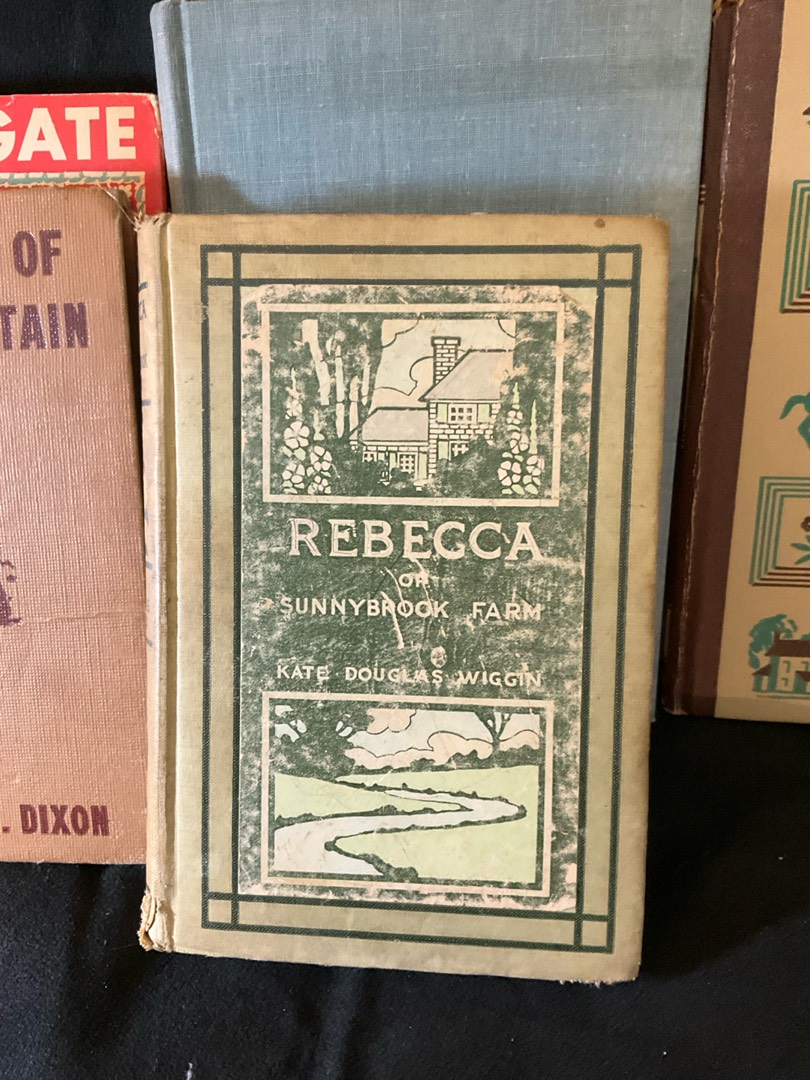 GATE
OF
TAIN
. DIXON
REBECCA
OF
SUNNYBROOK FARM
KATE · DOUGLAS · WIGGIN